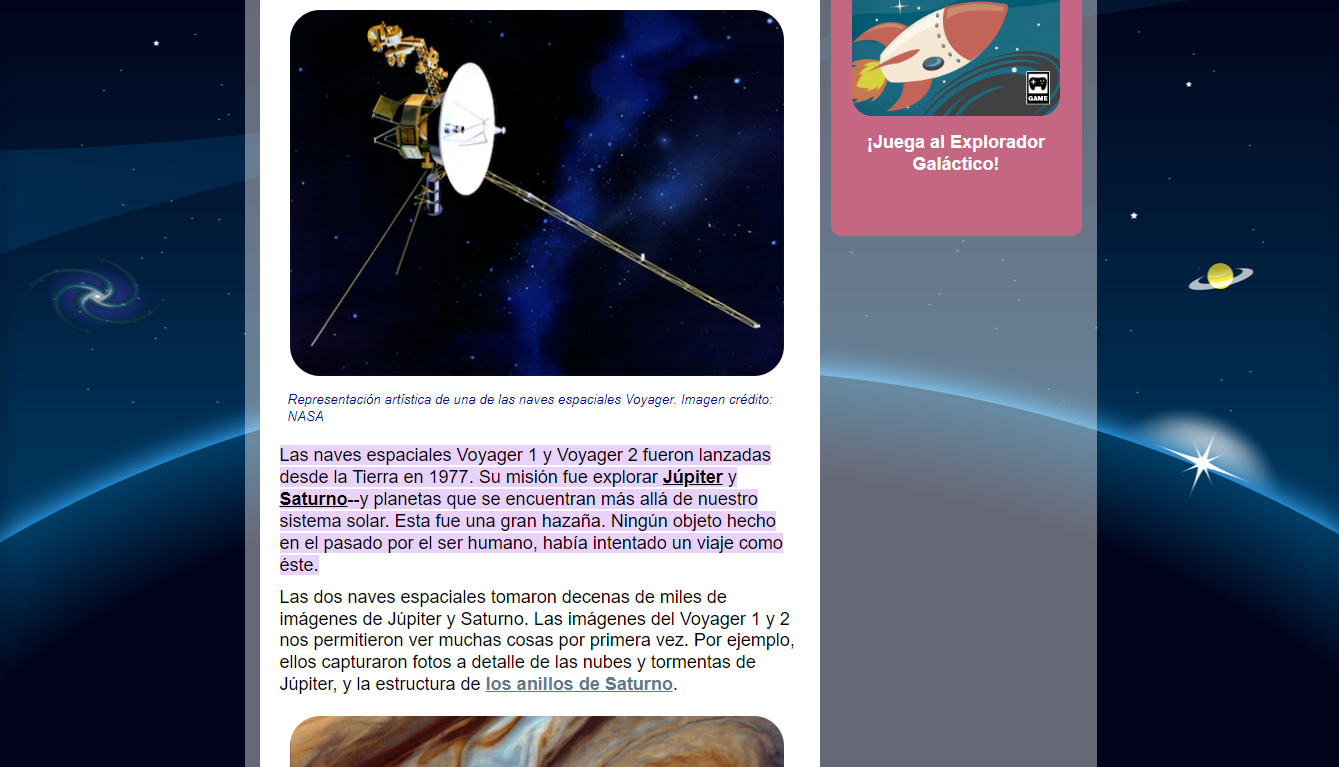 Representación artística de una de las naves espaciales Voyager. Imagen crédito:
NASA
Las naves espaciales Voyager 1 y Voyager 2 fueron lanzadas
desde la Tierra en 1977. Su misión fue explorar Júpiter y
Saturno--y planetas que se encuentran más allá de nuestro
sistema solar. Esta fue una gran hazaña. Ningún objeto hecho
en el pasado por el ser humano, había intentado un viaje como
éste.
Las dos naves espaciales tomaron decenas de miles de
imágenes de Júpiter y Saturno. Las imágenes del Voyager 1 y 2
nos permitieron ver muchas cosas por primera vez. Por ejemplo,
ellos capturaron fotos a detalle de las nubes y tormentas de
Júpiter, y la estructura de los anillos de Saturno.
GAME
¡Juega al Explorador
Galáctico!